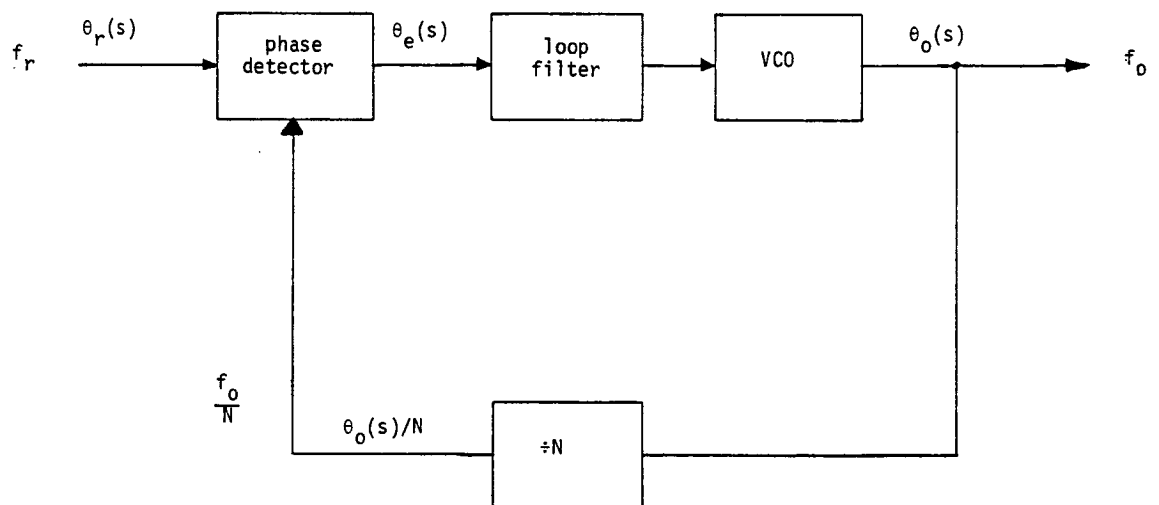 f_r
θ_r(s)
phase
detector
θ_e(s)
loop
filter
VCO
θ_o(s)
f_o
f_o
N
θ_o(s)/N
÷N